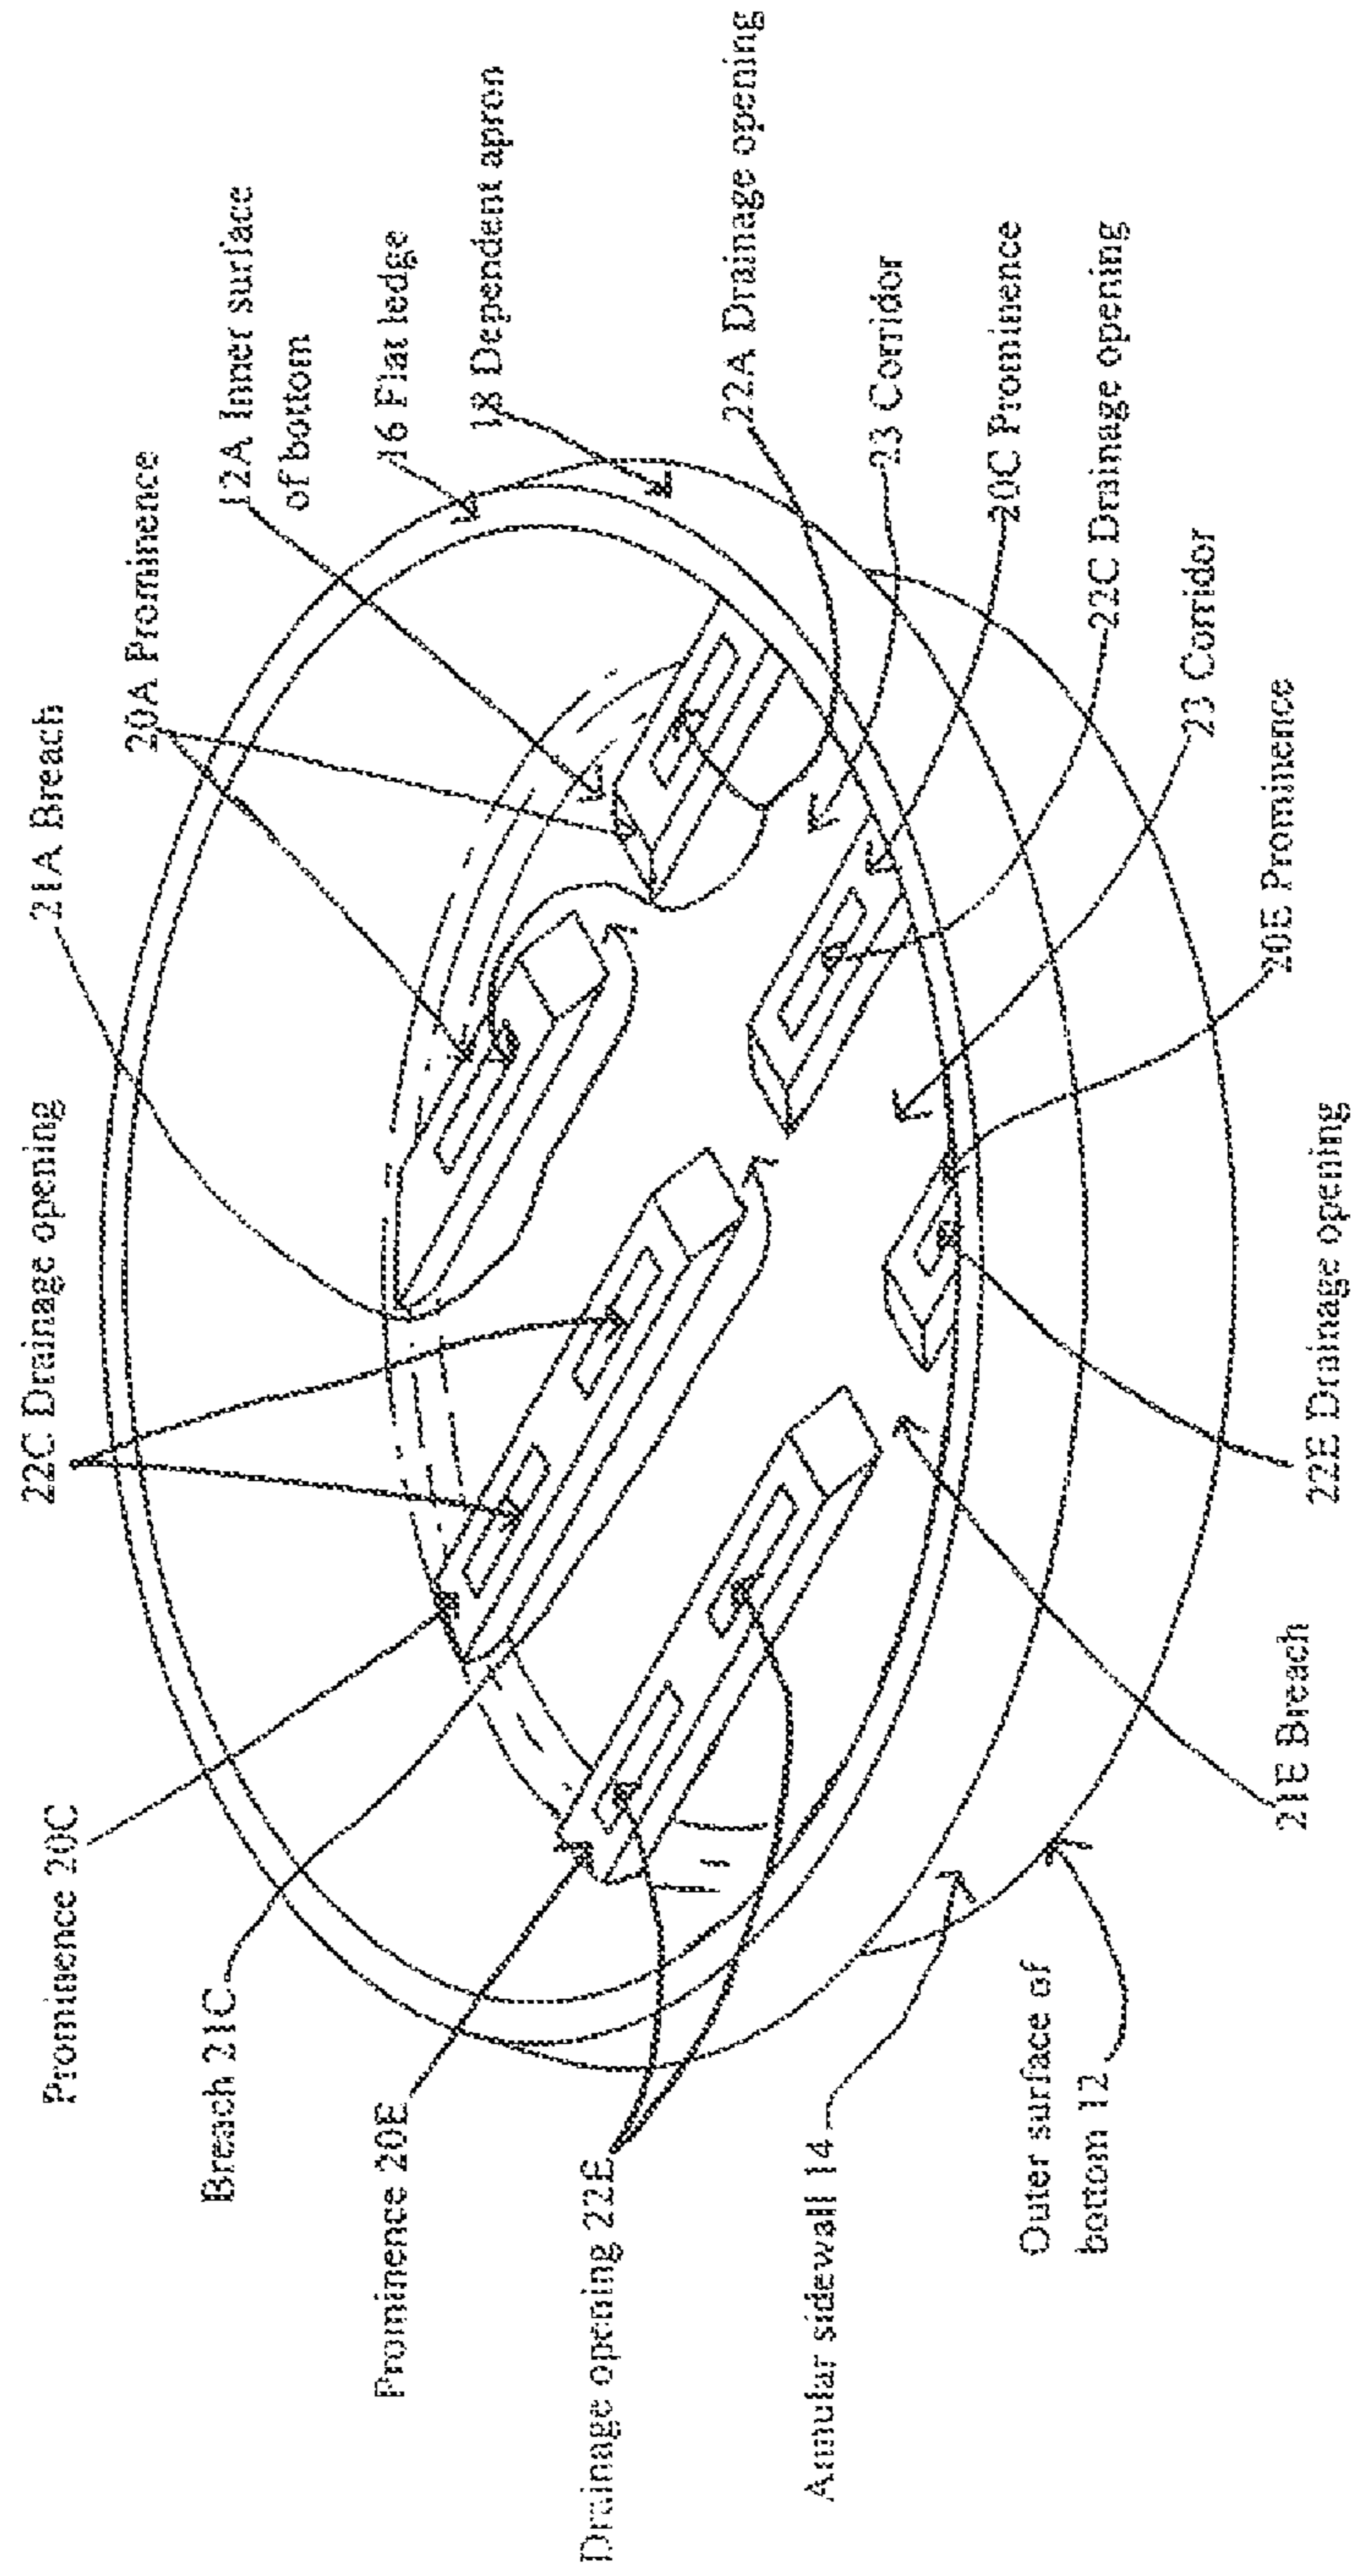 22C Drainage opening
21A Breach
20A Prominence
12A Inner surface
of bottom
16 Flat ledge
18 Dependent apron
22A Drainage opening
23 Corridor
20C Prominence
22C Drainage opening
23 Corridor
20E Prominence
22E Drainage opening
21E Breach
Prominence 20C
Breach 21C
Prominence 20E
Drainage opening 22E
Annular sidewall 14
Outer surface of
bottom 12